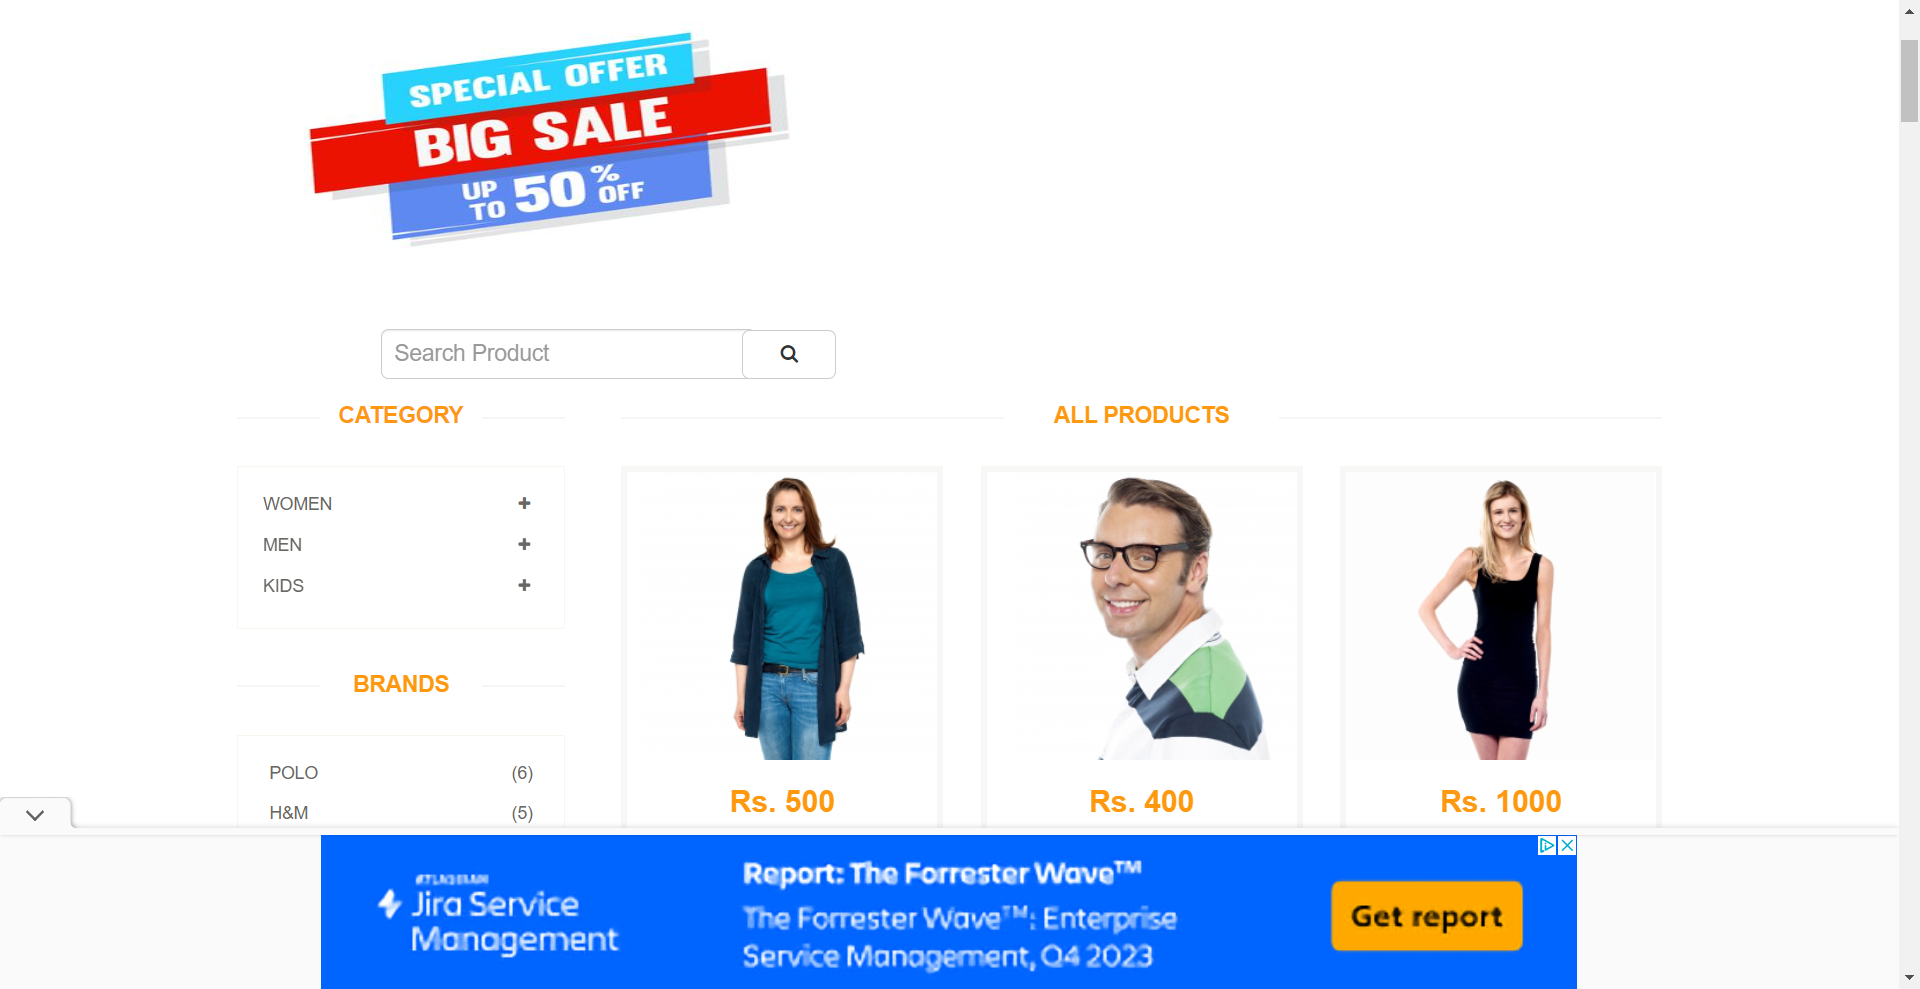 SPECIAL OFFER
BIG SALE
UP TO 50% OFF
Search Product
CATEGORY
WOMEN
MEN
KIDS
BRANDS
POLO (6)
H&M (5)
ALL PRODUCTS
Rs. 500
Rs. 400
Rs. 1000
ATLASSIAN
Jira Service
Management
Report: The Forrester Wave™
The Forrester Wave™: Enterprise
Service Management, Q4 2023
Get report